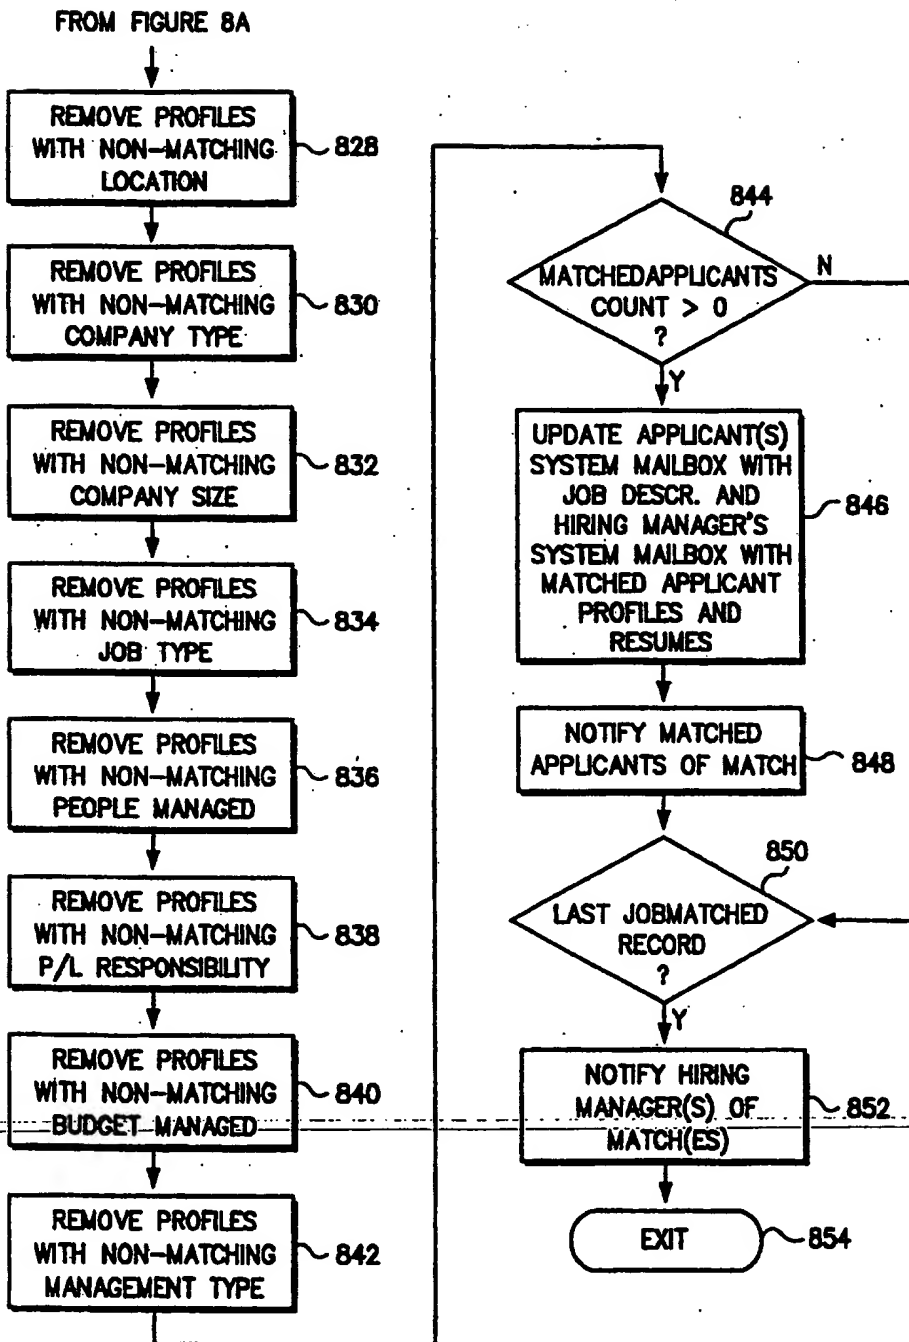 FROM FIGURE 8A
REMOVE PROFILES
WITH NON-MATCHING
LOCATION
828
REMOVE PROFILES
WITH NON-MATCHING
COMPANY TYPE
830
REMOVE PROFILES
WITH NON-MATCHING
COMPANY SIZE
832
REMOVE PROFILES
WITH NON-MATCHING
JOB TYPE
834
REMOVE PROFILES
WITH NON-MATCHING
PEOPLE MANAGED
836
REMOVE PROFILES
WITH NON-MATCHING
P/L RESPONSIBILITY
838
REMOVE PROFILES
WITH NON-MATCHING
BUDGET MANAGED
840
REMOVE PROFILES
WITH NON-MATCHING
MANAGEMENT TYPE
842
844
MATCHEDAPPLICANTS
COUNT > 0
?
N
Y
UPDATE APPLICANT(S)
SYSTEM MAILBOX WITH
JOB DESCR. AND
HIRING MANAGER'S
SYSTEM MAILBOX WITH
MATCHED APPLICANT
PROFILES AND
RESUMES
846
NOTIFY MATCHED
APPLICANTS OF MATCH
848
850
LAST JOBMATCHED
RECORD
?
Y
NOTIFY HIRING
MANAGER(S) OF
MATCH(ES)
852
EXIT
854